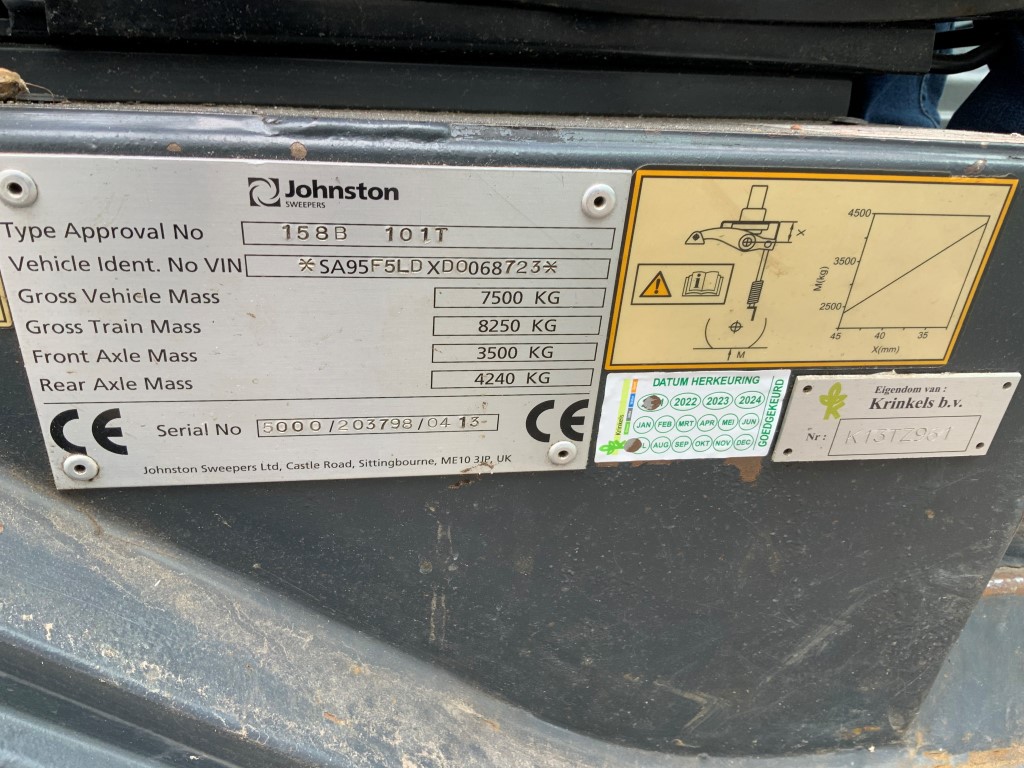 Johnston
SWEEPERS
Type Approval No 158B 101T
Vehicle Ident. No VIN *SA95F5LDXD0068723*
Gross Vehicle Mass 7500 KG
Gross Train Mass 8250 KG
Front Axle Mass 3500 KG
Rear Axle Mass 4240 KG
CE Serial No 5000/203798/0413- CE
Johnston Sweepers Ltd, Castle Road, Sittingbourne, ME10 3JP, UK
X
M
M(kg)
4500
3500
2500
45 40 35
X(mm)
DATUM HERKEURING
2022 2023 2024
JAN FEB MRT APR MEI JUN
AUG SEP OKT NOV DEC
GOEDGEKEURD
Krinkels
Eigendom van :
Krinkels b.v.
Nr : K13TZ961